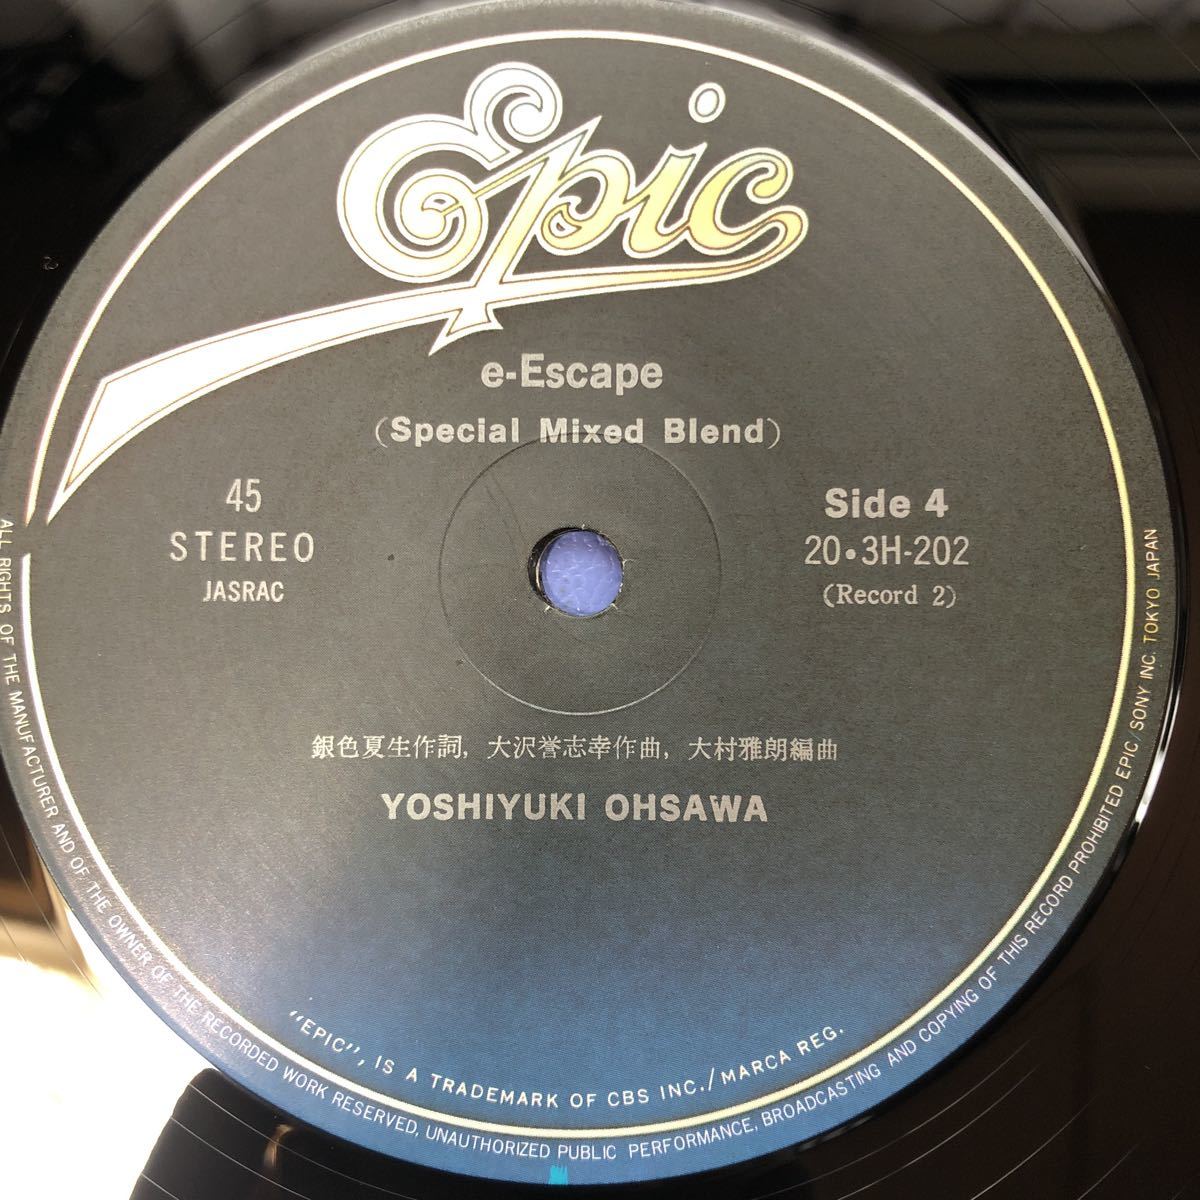 Epic
e-Escape
(Special Mixed Blend)
45
STEREO
JASRAC
Side 4
20•3H-202
(Record 2)
銀色夏生作詞, 大沢誉志幸作曲, 大村雅朗編曲
YOSHIYUKI OHSAWA
"EPIC", IS A TRADEMARK OF CBS INC./MARCA REG.
ALL RIGHTS OF THE MANUFACTURER AND OF THE OWNER OF THE RECORDED WORK RESERVED, UNAUTHORIZED PUBLIC PERFORMANCE, BROADCASTING AND COPYING OF THIS RECORD PROHIBITED EPIC/SONY INC. TOKYO JAPAN